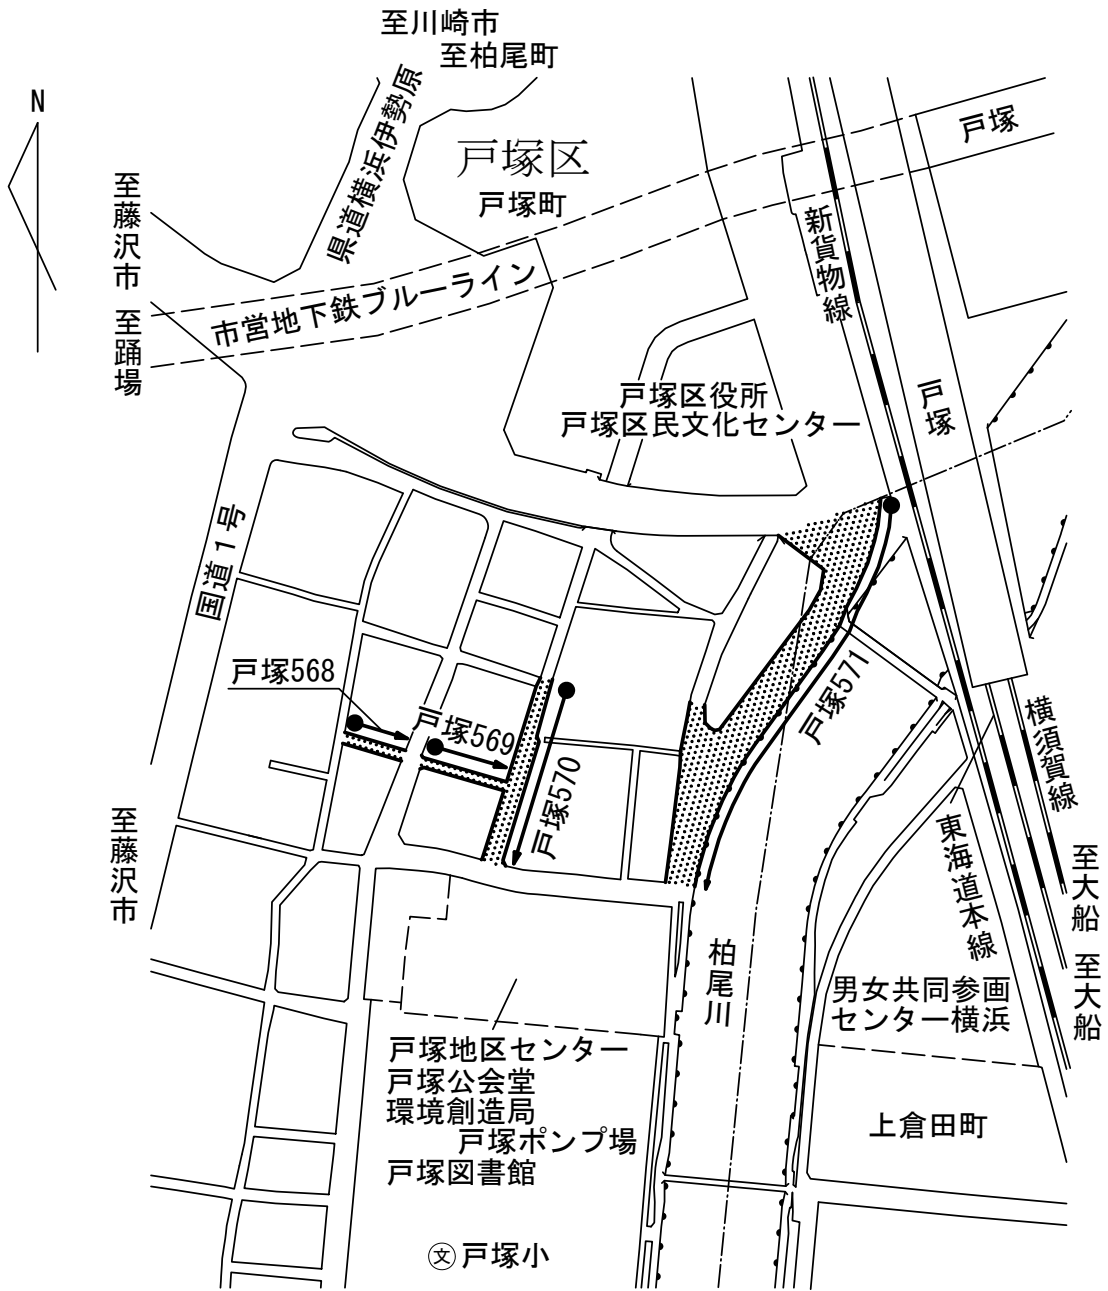 至川崎市
至柏尾町
N
県道横浜伊勢原
戸塚区
戸塚町
戸塚
至藤沢市
新貨物線
市営地下鉄ブルーライン
至踊場
戸塚区役所
戸塚区民文化センター
戸塚
国道1号
戸塚568
戸塚569
戸塚570
戸塚571
横須賀線
東海道本線
至藤沢市
至大船
至大船
柏尾川
男女共同参画
センター横浜
戸塚地区センター
戸塚公会堂
環境創造局
戸塚ポンプ場
戸塚図書館
上倉田町
文 戸塚小